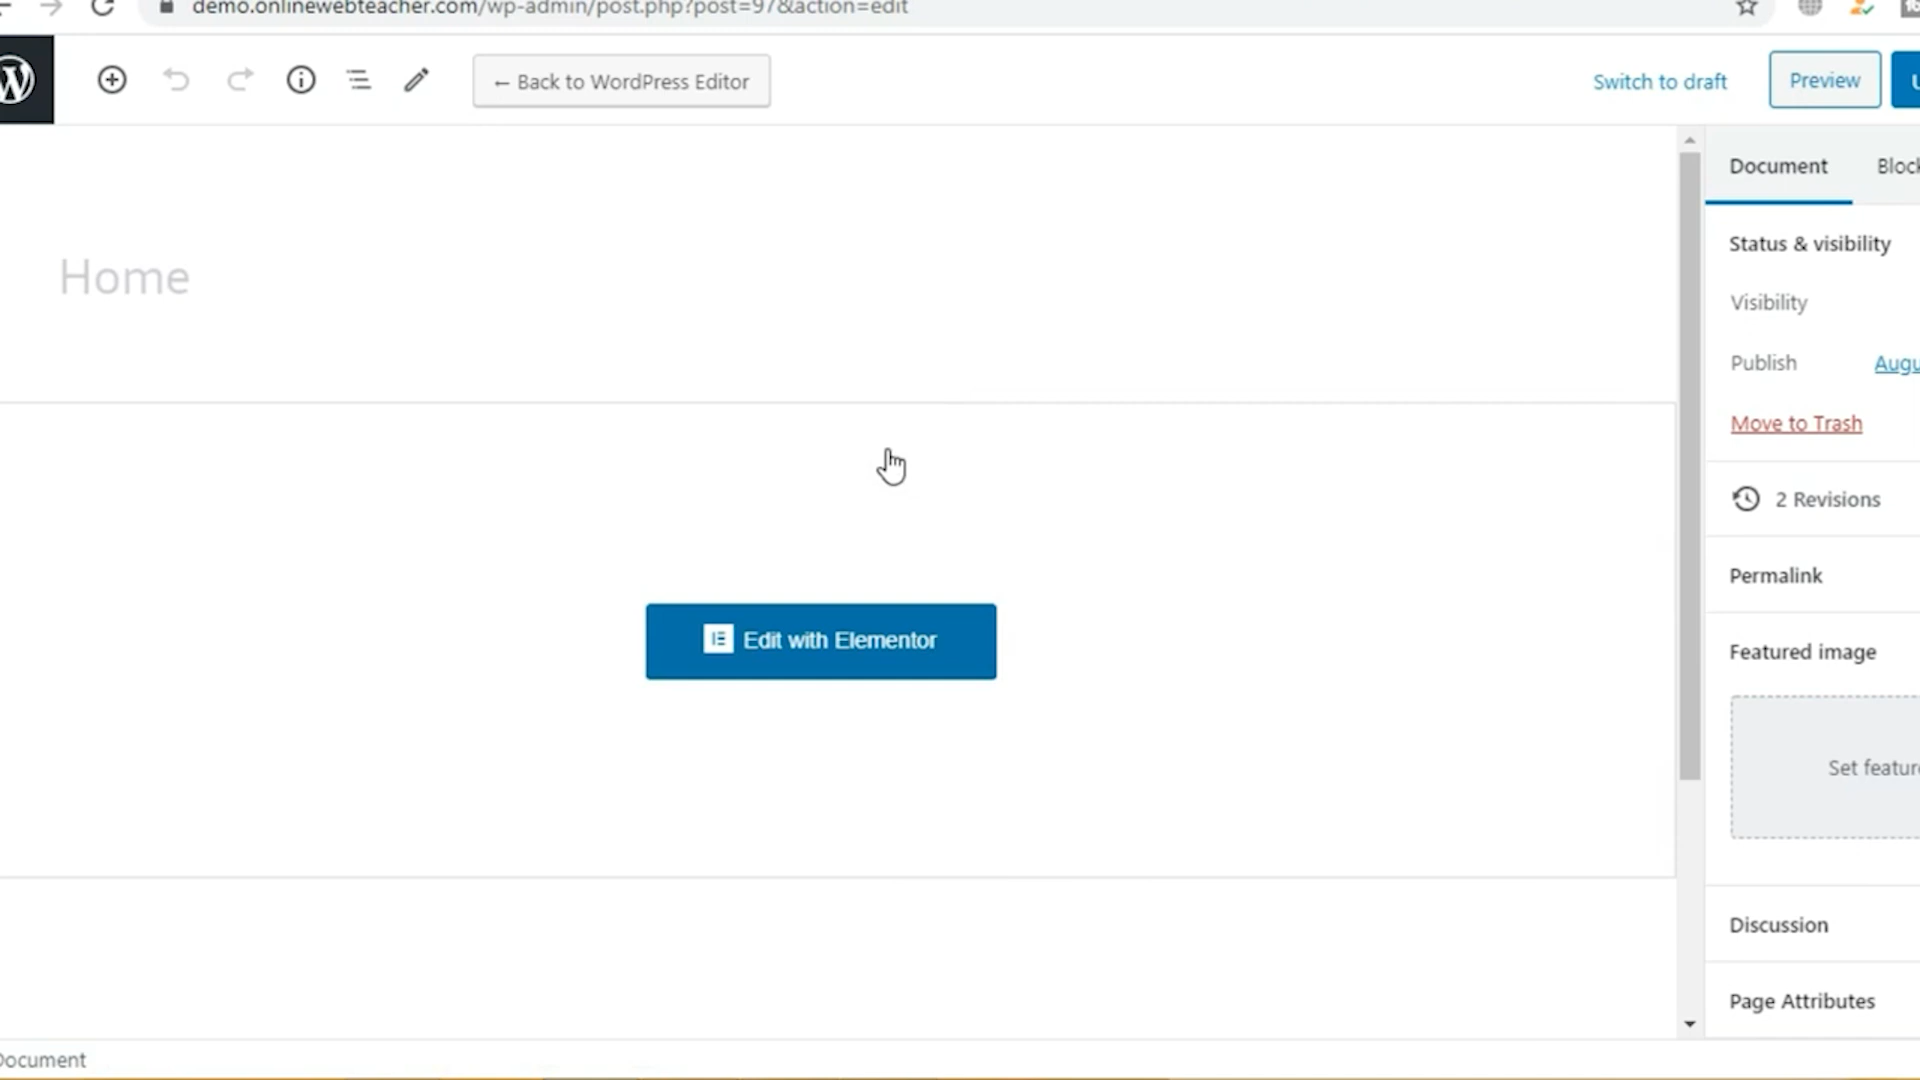 demo.onlinewebteacher.com/wp-admin/post.php?post=97&action=edit
← Back to WordPress Editor
Switch to draft
Preview
Document
Block
Home
Status & visibility
Visibility
Publish
Augu
Move to Trash
2 Revisions
Permalink
Edit with Elementor
Featured image
Set featur
Discussion
Page Attributes
Document